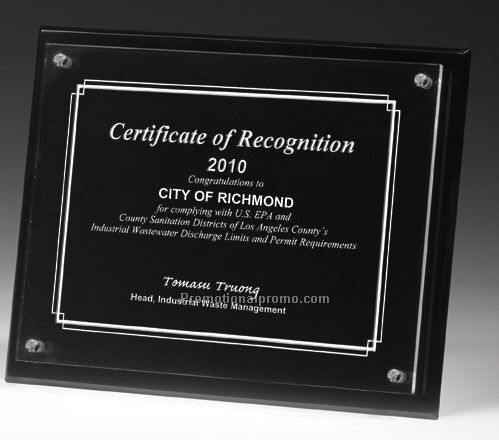 Certificate of Recognition
2010
Congratulations to
CITY OF RICHMOND
for complying with U.S. EPA and
County Sanitation Districts of Los Angeles County's
Industrial Wastewater Discharge Limits and Permit Requirements
Tomasu Truong
Promotionalpromo.com
Head, Industrial Waste Management